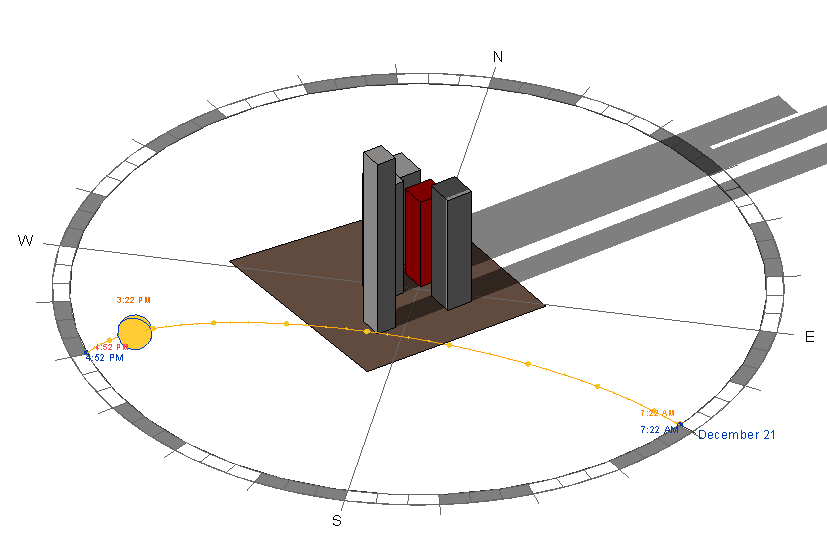 N
W
3:22 PM
E
4:52 PM
4:52 PM
7:22 AM
7:22 AM
December 21
S